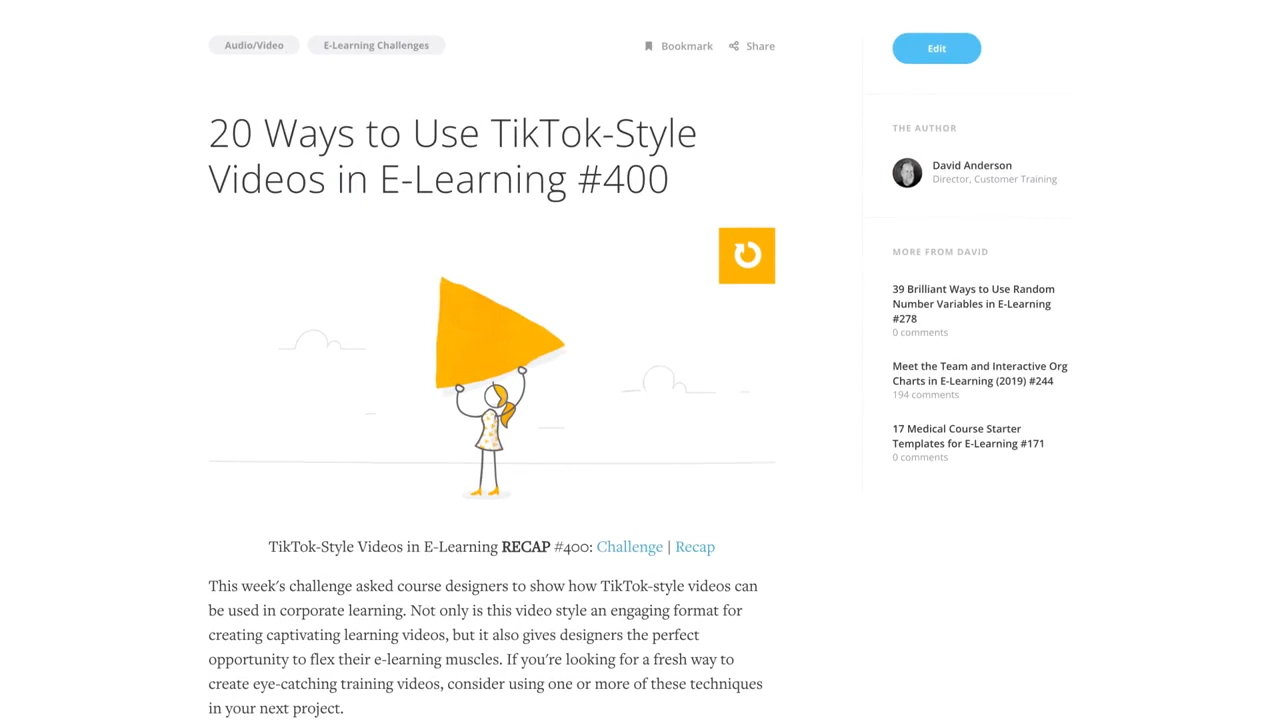 Audio/Video
E-Learning Challenges
Bookmark
Share
Edit
20 Ways to Use TikTok-Style
Videos in E-Learning #400
THE AUTHOR
David Anderson
Director, Customer Training
MORE FROM DAVID
39 Brilliant Ways to Use Random
Number Variables in E-Learning
#278
0 comments
Meet the Team and Interactive Org
Charts in E-Learning (2019) #244
194 comments
17 Medical Course Starter
Templates for E-Learning #171
0 comments
TikTok-Style Videos in E-Learning RECAP #400: Challenge | Recap
This week's challenge asked course designers to show how TikTok-style videos can
be used in corporate learning. Not only is this video style an engaging format for
creating captivating learning videos, but it also gives designers the perfect
opportunity to flex their e-learning muscles. If you're looking for a fresh way to
create eye-catching training videos, consider using one or more of these techniques
in your next project.